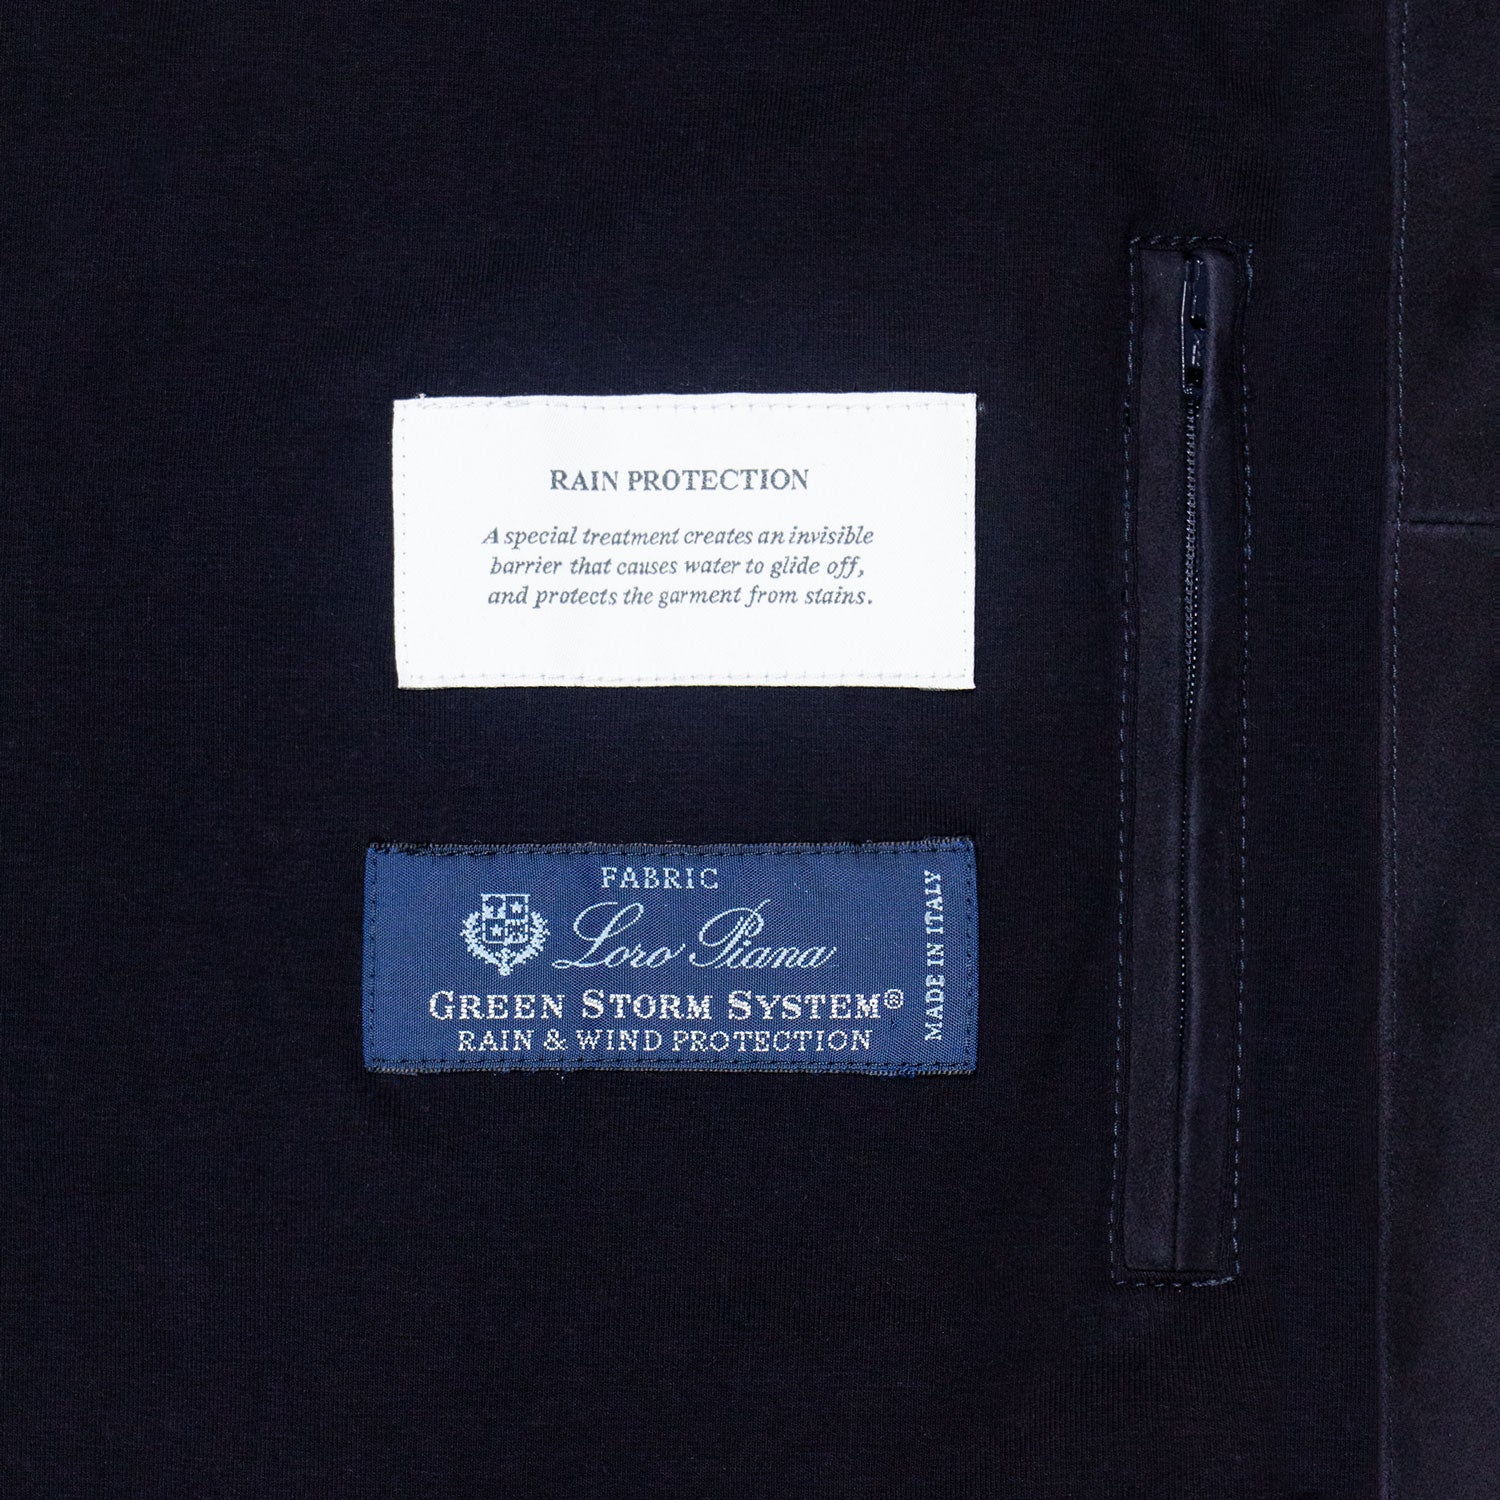 RAIN PROTECTION
A special treatment creates an invisible
barrier that causes water to glide off,
and protects the garment from stains.
FABRIC
Loro Piana
GREEN STORM SYSTEM®
RAIN & WIND PROTECTION
MADE IN ITALY